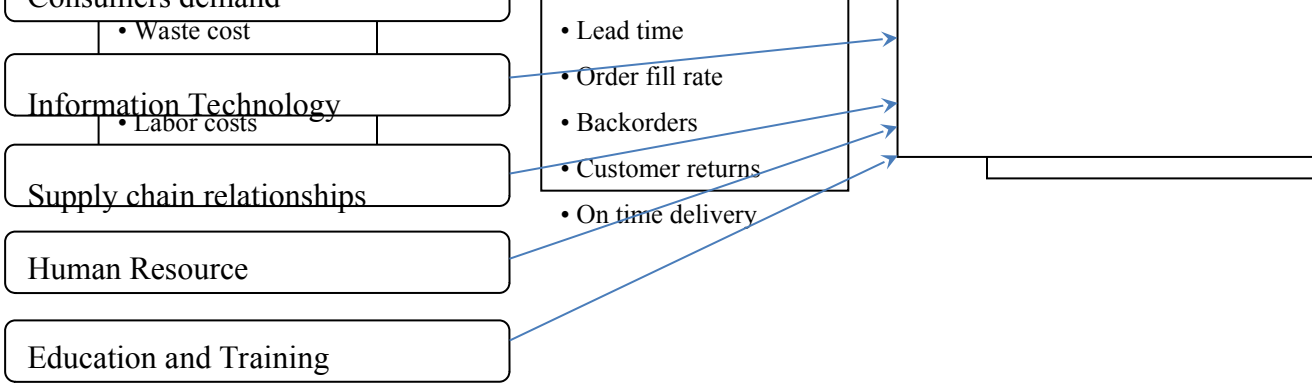 Consumers demand
• Waste cost
Information Technology
• Labor costs
Supply chain relationships
Human Resource
Education and Training
• Lead time
• Order fill rate
• Backorders
• Customer returns
• On time delivery